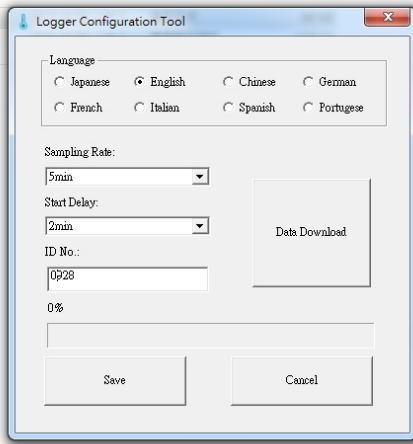 Logger Configuration Tool
Language
Japanese English Chinese German
French Italian Spanish Portugese
Sampling Rate:
5min
Start Delay:
2min
Data Download
ID No.:
0%
Save Cancel